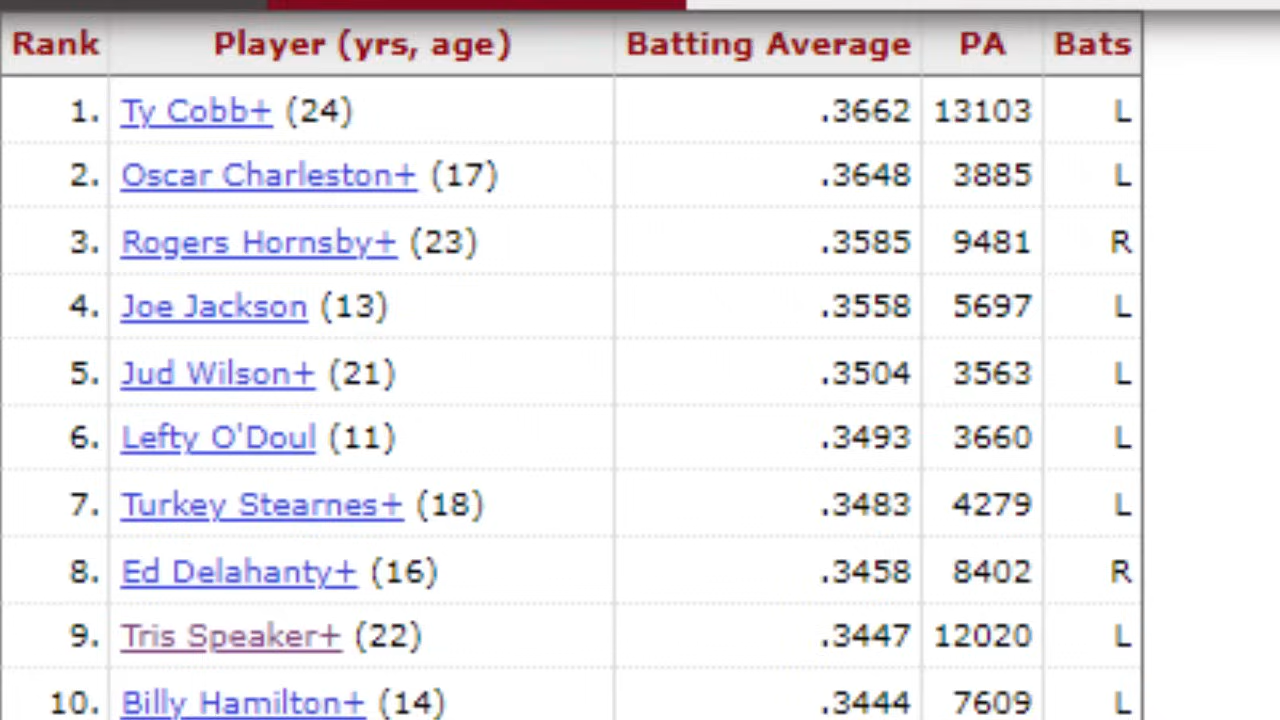 Rank Player (yrs, age) Batting Average PA Bats
1. Ty Cobb+ (24) .3662 13103 L
2. Oscar Charleston+ (17) .3648 3885 L
3. Rogers Hornsby+ (23) .3585 9481 R
4. Joe Jackson (13) .3558 5697 L
5. Jud Wilson+ (21) .3504 3563 L
6. Lefty O'Doul (11) .3493 3660 L
7. Turkey Stearnes+ (18) .3483 4279 L
8. Ed Delahanty+ (16) .3458 8402 R
9. Tris Speaker+ (22) .3447 12020 L
10. Billy Hamilton+ (14) .3444 7609 L